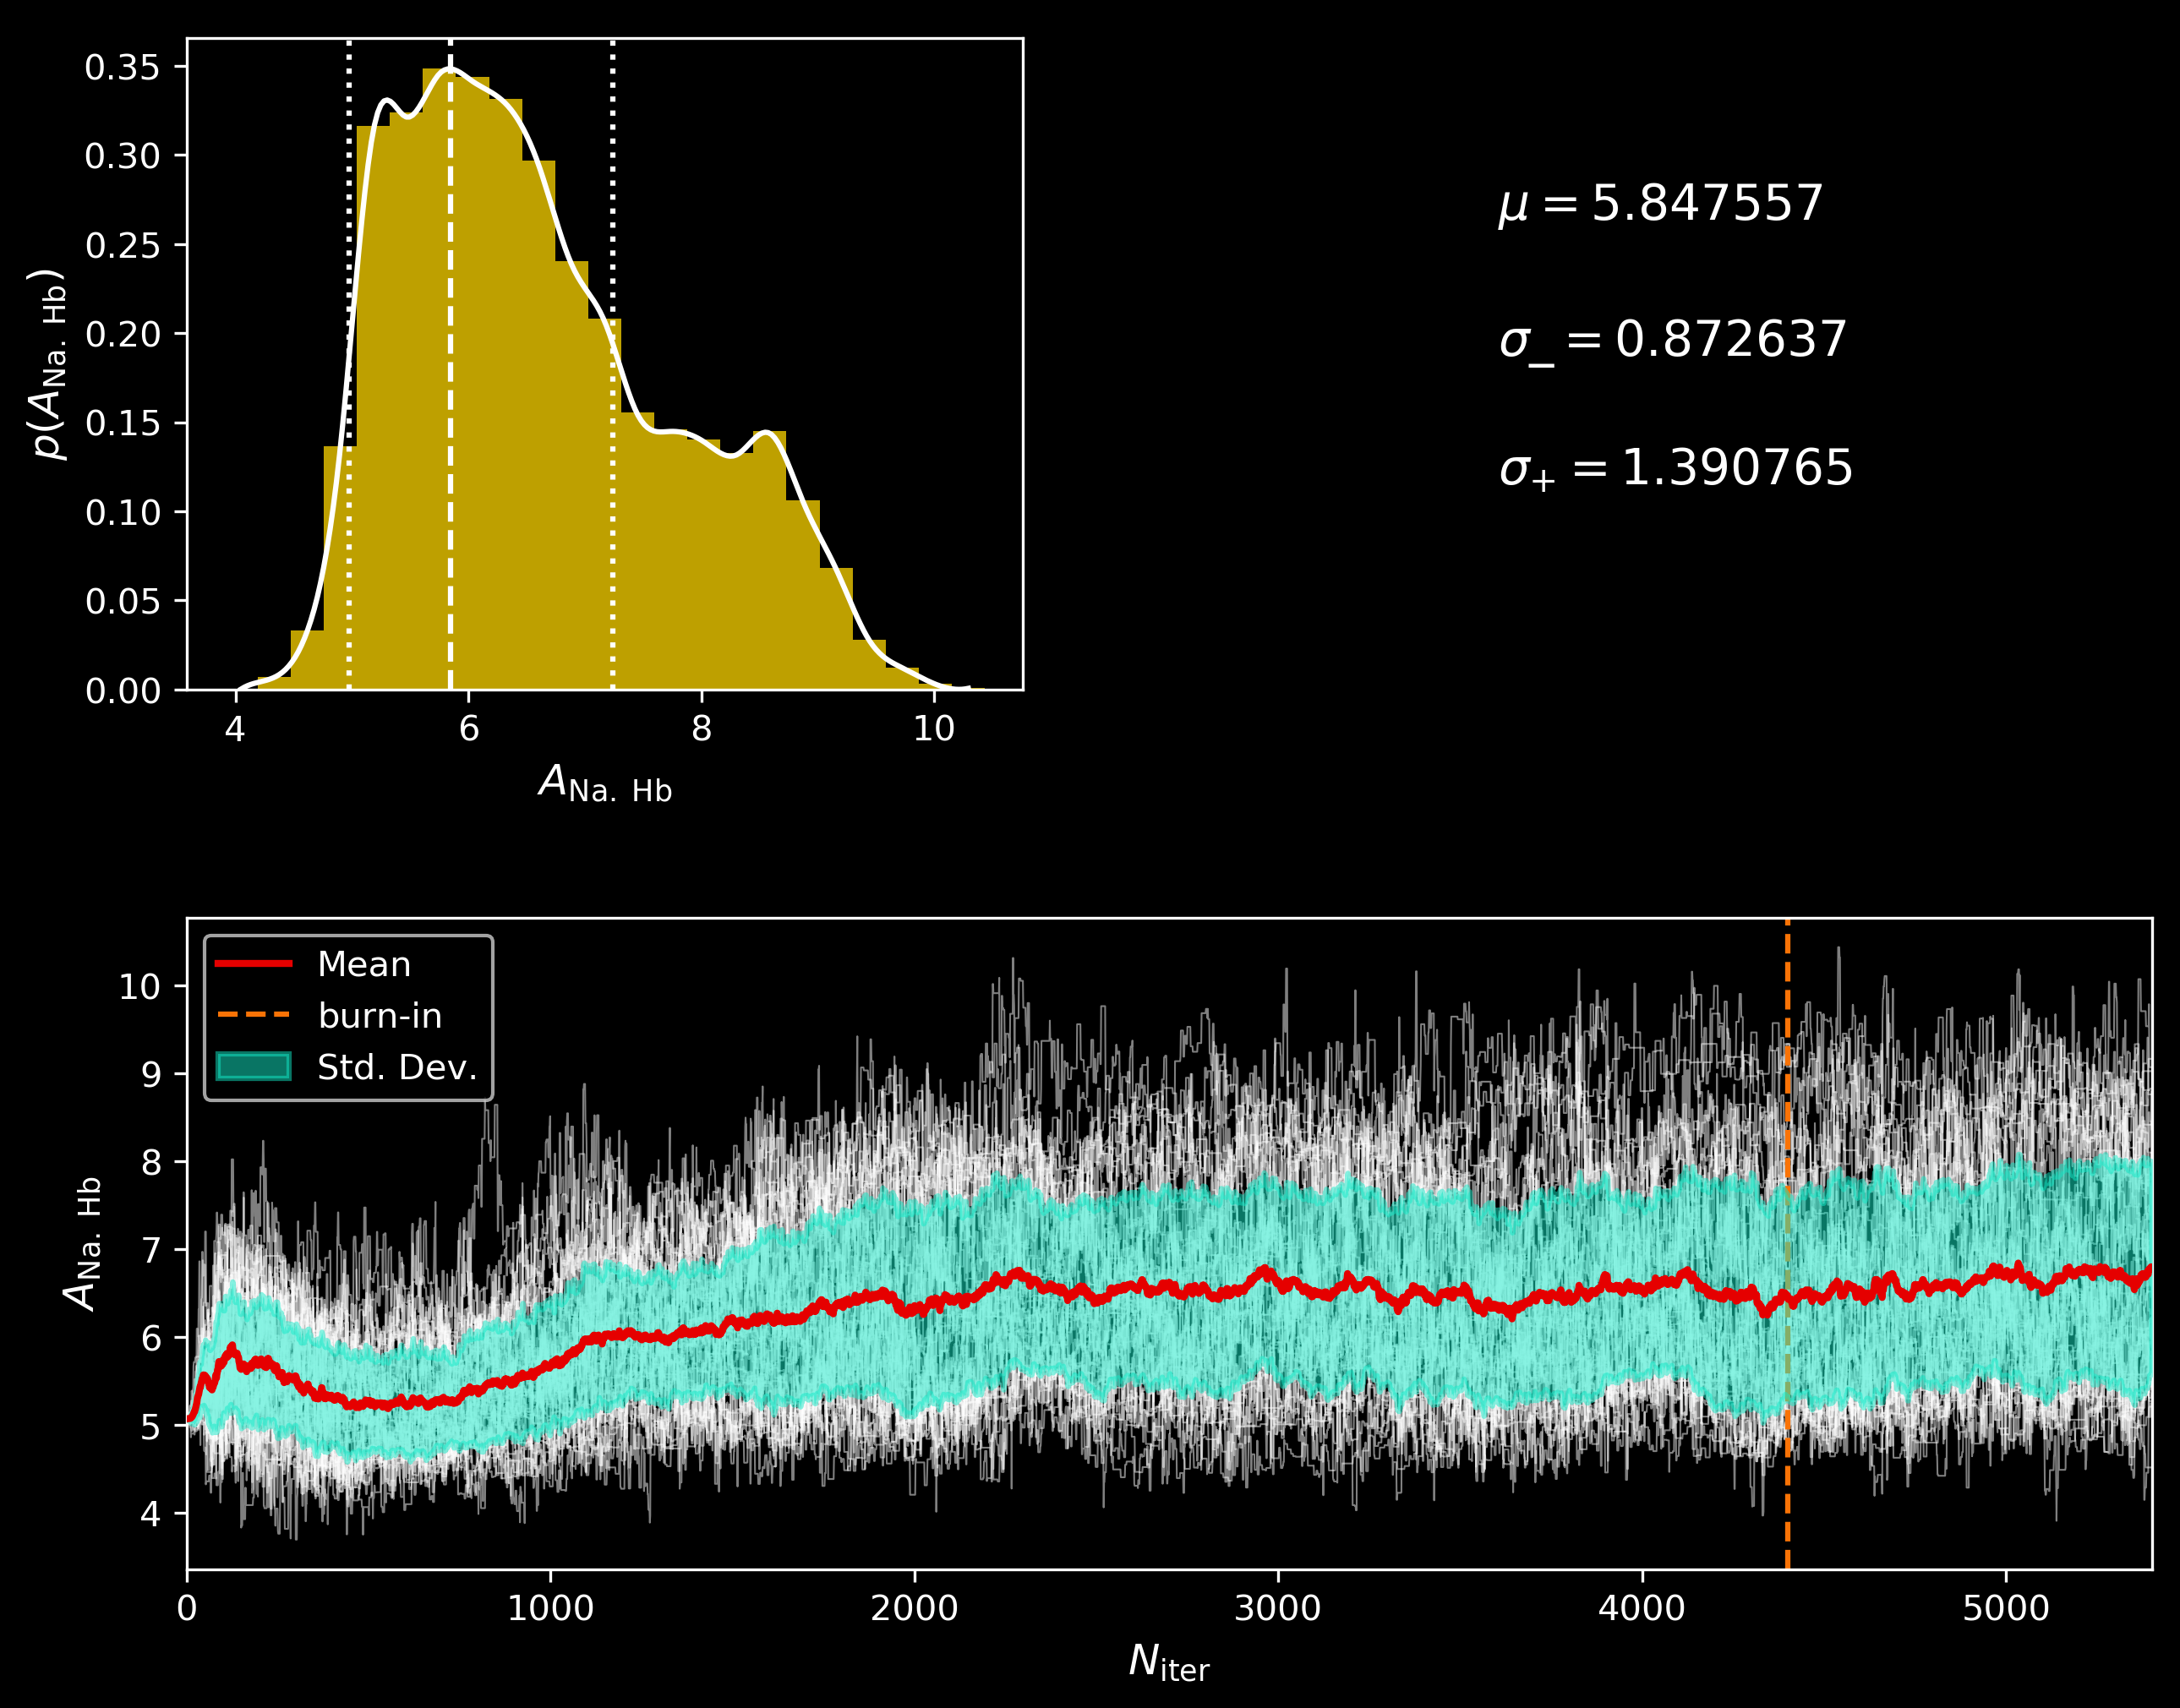 0.35
0.30
0.25
0.20
0.15
0.10
0.05
0.00
p(A_Na. Hb)
4 6 8 10
A_Na. Hb
μ = 5.847557
σ_− = 0.872637
σ_+ = 1.390765
Mean
burn-in
Std. Dev.
10
9
8
7
6
5
4
A_Na. Hb
0 1000 2000 3000 4000 5000
N_iter